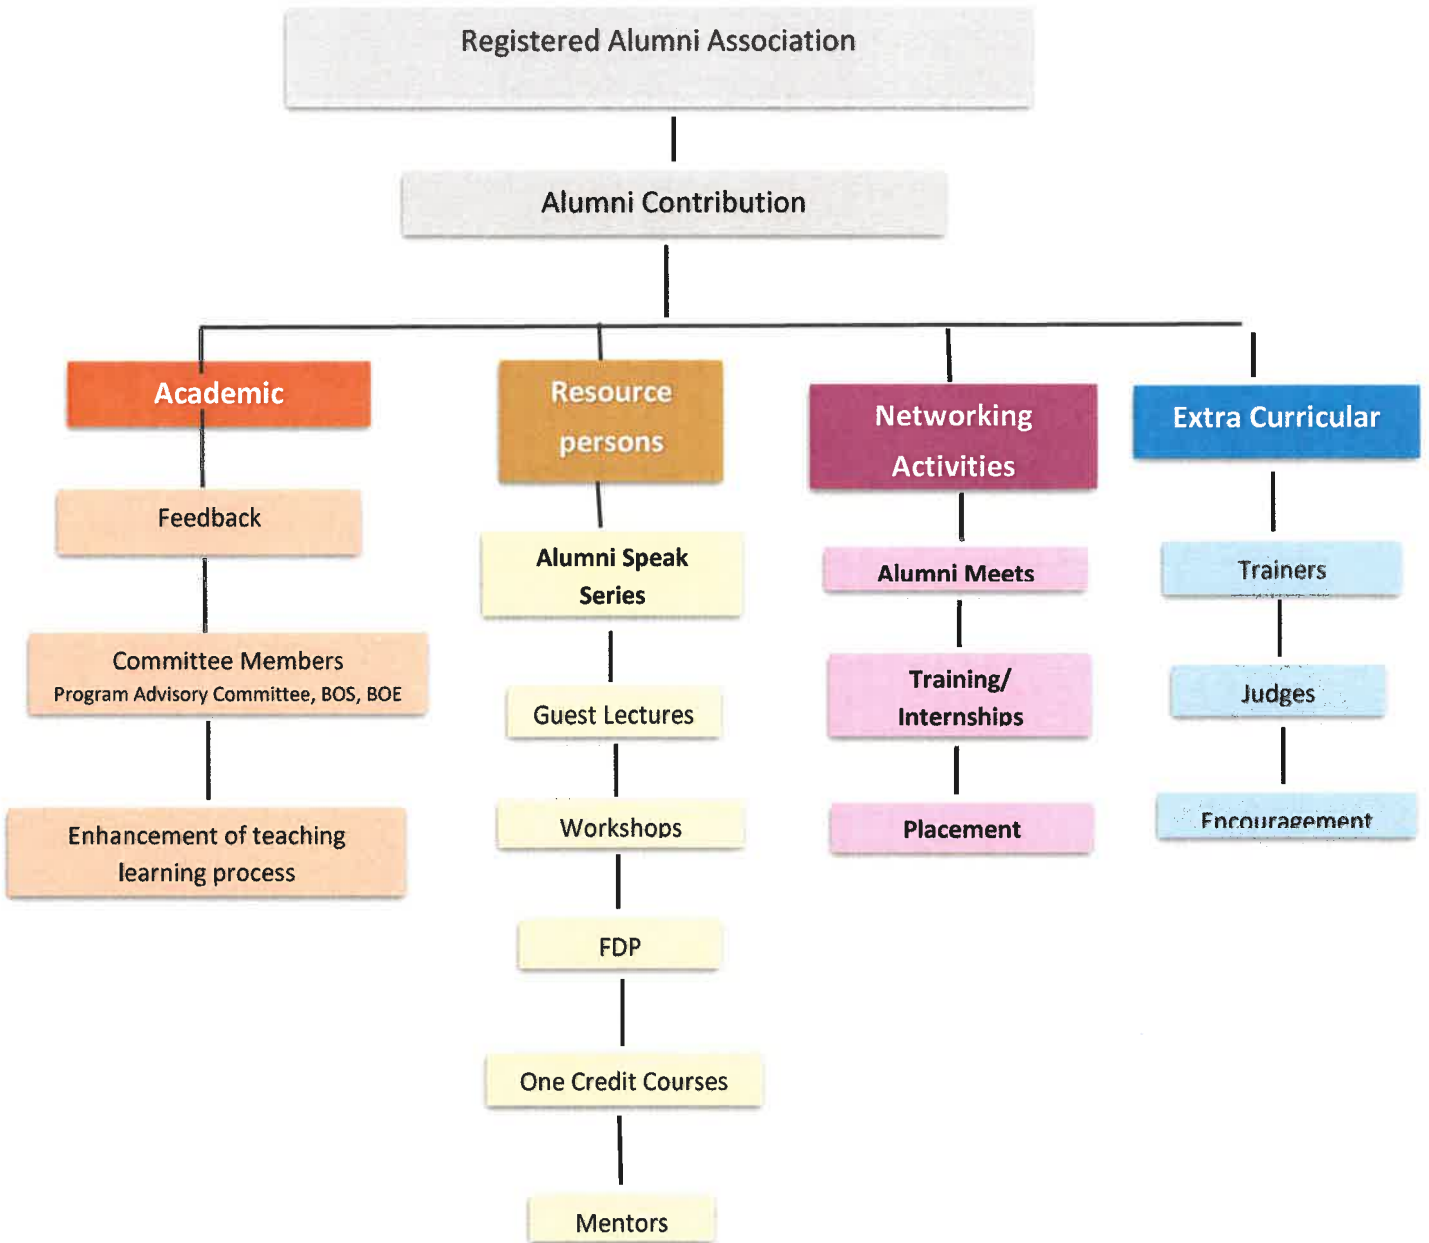 Registered Alumni Association
Alumni Contribution
Academic
Feedback
Committee Members
Program Advisory Committee, BOS, BOE
Enhancement of teaching
learning process
Resource
persons
Alumni Speak
Series
Guest Lectures
Workshops
FDP
One Credit Courses
Mentors
Networking
Activities
Alumni Meets
Training/
Internships
Placement
Extra Curricular
Trainers
Judges
Encouragement